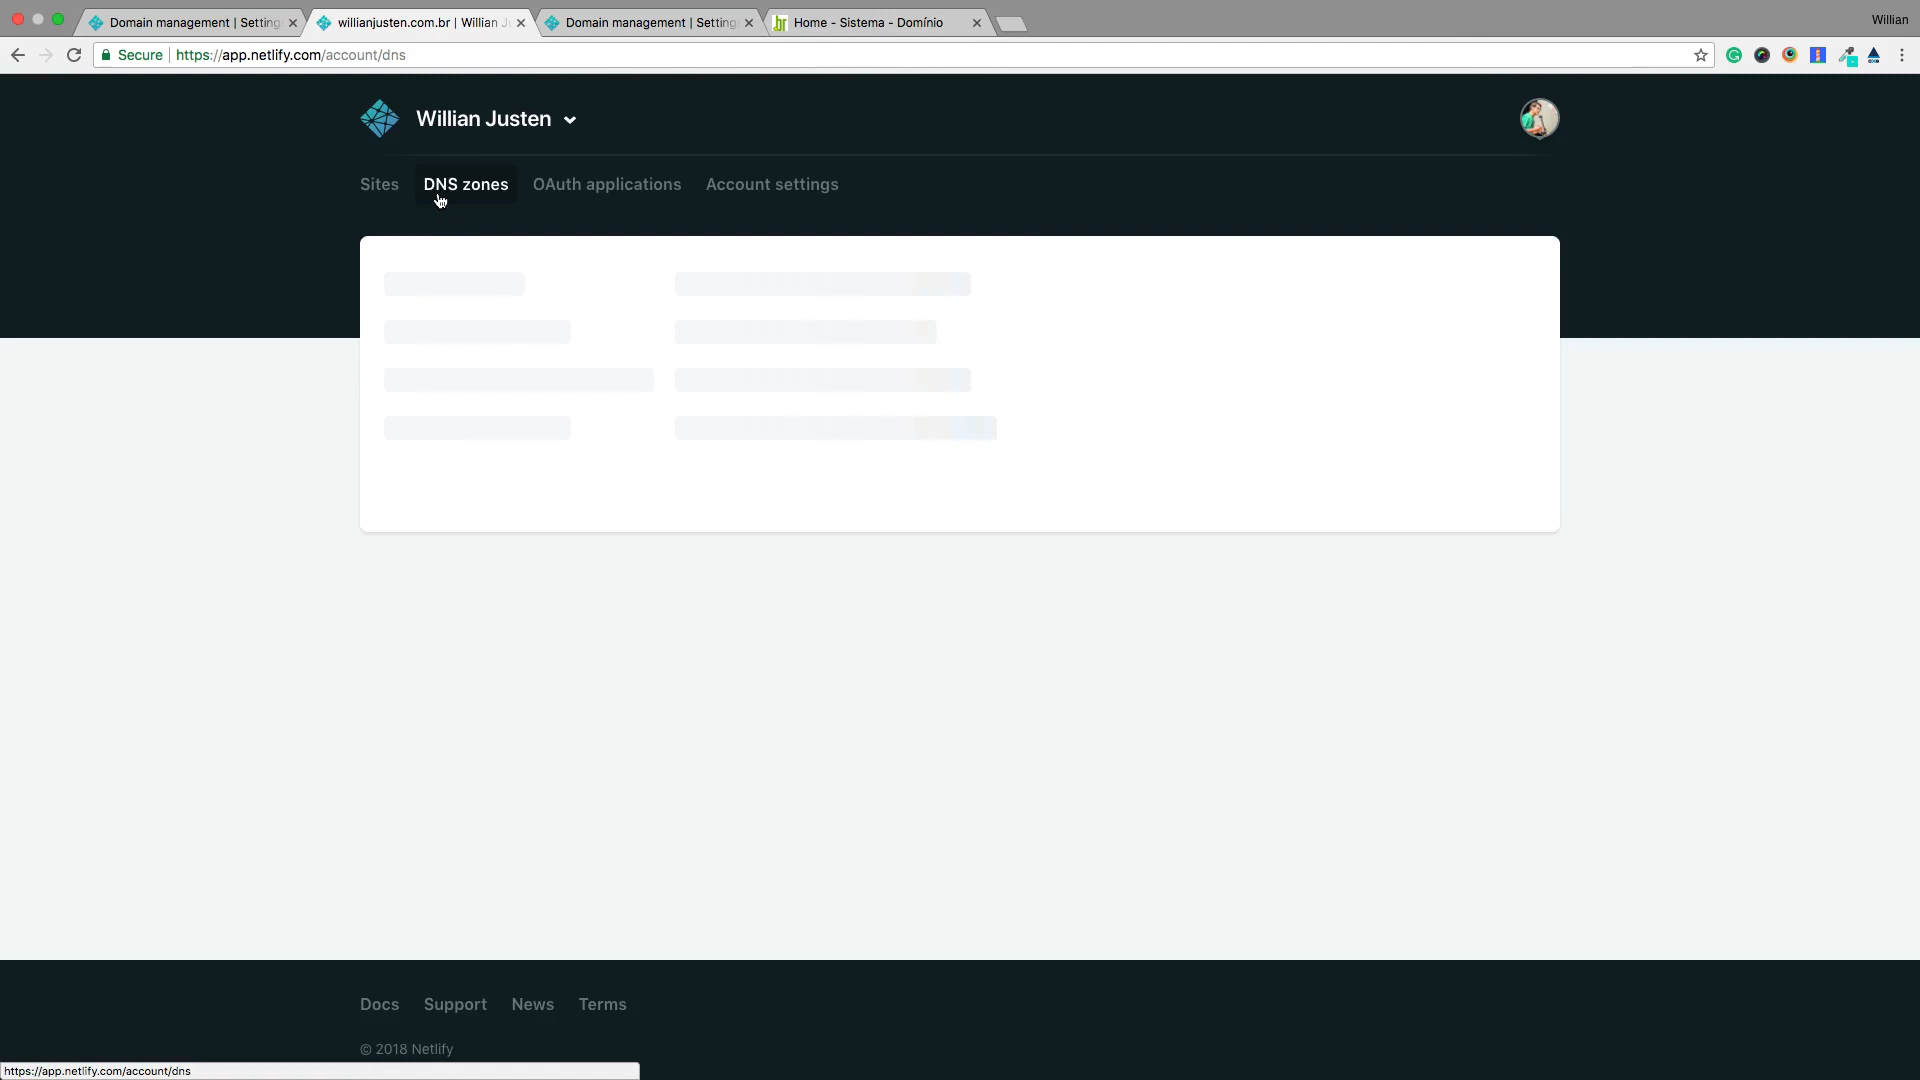 Domain management | Setting
willianjusten.com.br | Willian J
Domain management | Setting
Home - Sistema - Domínio
Willian
Secure
https://app.netlify.com/account/dns
Willian Justen
Sites
DNS zones
OAuth applications
Account settings
Docs
Support
News
Terms
© 2018 Netlify
https://app.netlify.com/account/dns